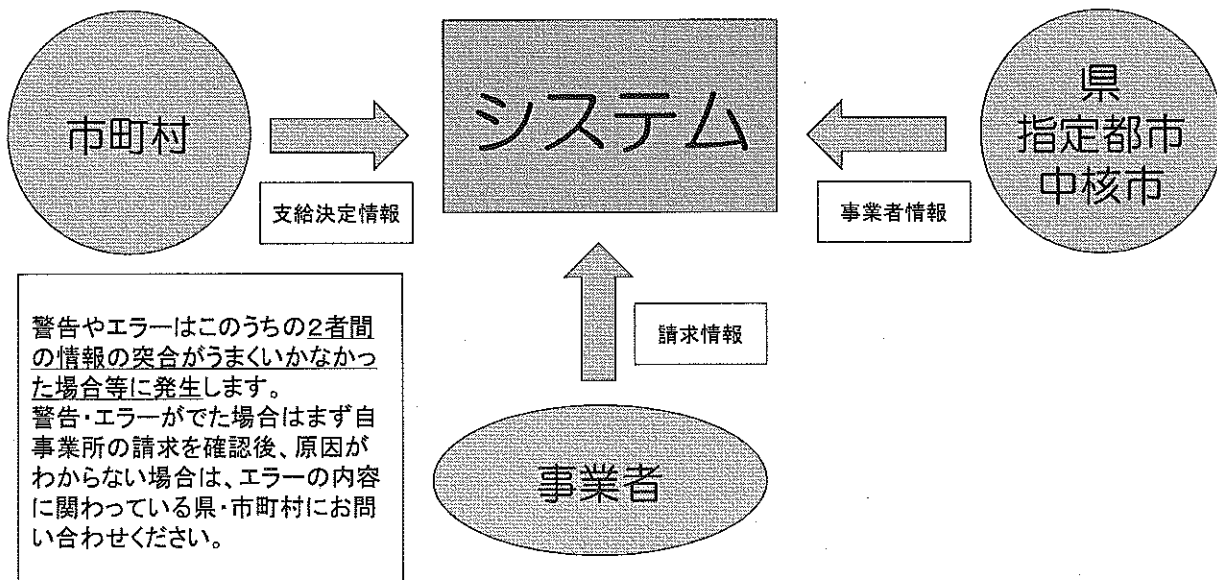 市町村
支給決定情報
システム
県
指定都市
中核市
事業者情報
請求情報
事業者
警告やエラーはこのうちの2者間
の情報の突合がうまくいかなかっ
た場合等に発生します。
警告・エラーがでた場合はまず自
事業所の請求を確認後、原因が
わからない場合は、エラーの内容
に関わっている県・市町村にお問
い合わせください。